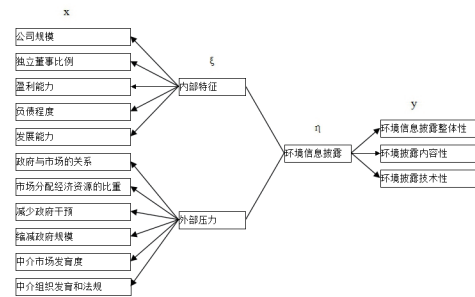 x
公司规模
独立董事比例
盈利能力
负债程度
发展能力
政府与市场的关系
市场分配经济资源的比重
减少政府干预
缩减政府规模
中介市场发育度
中介组织发育和法规
ξ
内部特征
外部压力
η
环境信息披露
y
环境信息披露整体性
环境披露内容性
环境披露技术性